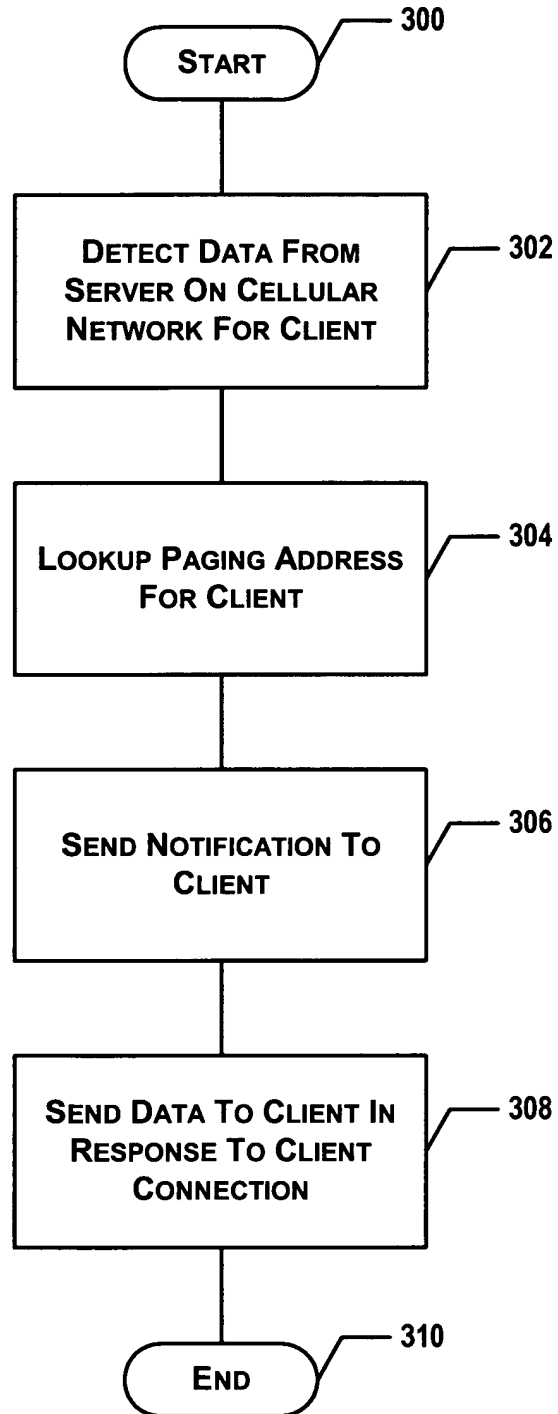 START
300
DETECT DATA FROM
SERVER ON CELLULAR
NETWORK FOR CLIENT
302
LOOKUP PAGING ADDRESS
FOR CLIENT
304
SEND NOTIFICATION TO
CLIENT
306
SEND DATA TO CLIENT IN
RESPONSE TO CLIENT
CONNECTION
308
END
310